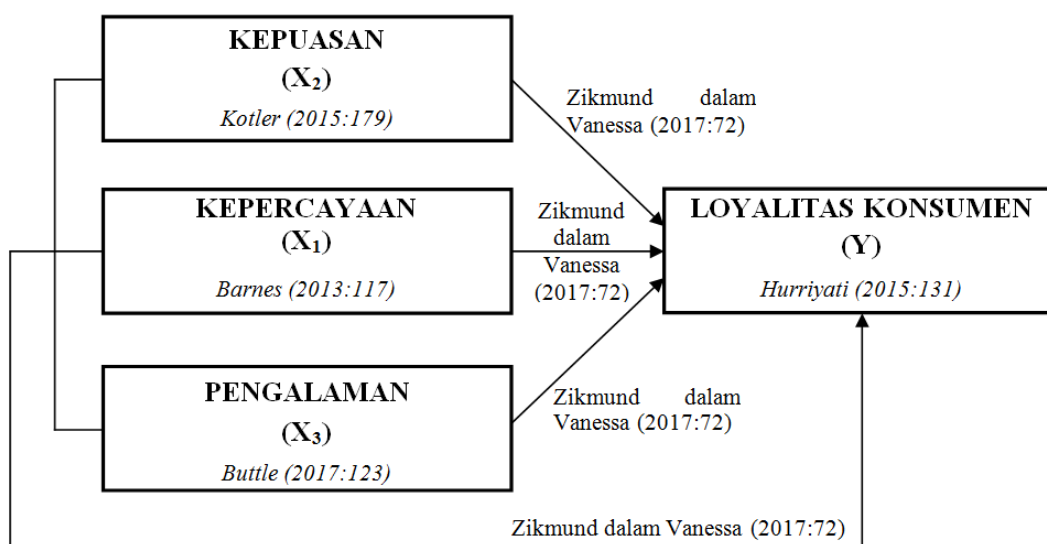 KEPUASAN
(X₂)
Kotler (2015:179)
Zikmund dalam
Vanessa (2017:72)
KEPERCAYAAN
(X₁)
Barnes (2013:117)
Zikmund
dalam
Vanessa
(2017:72)
LOYALITAS KONSUMEN
(Y)
Hurriyati (2015:131)
PENGALAMAN
(X₃)
Buttle (2017:123)
Zikmund dalam
Vanessa (2017:72)
Zikmund dalam Vanessa (2017:72)